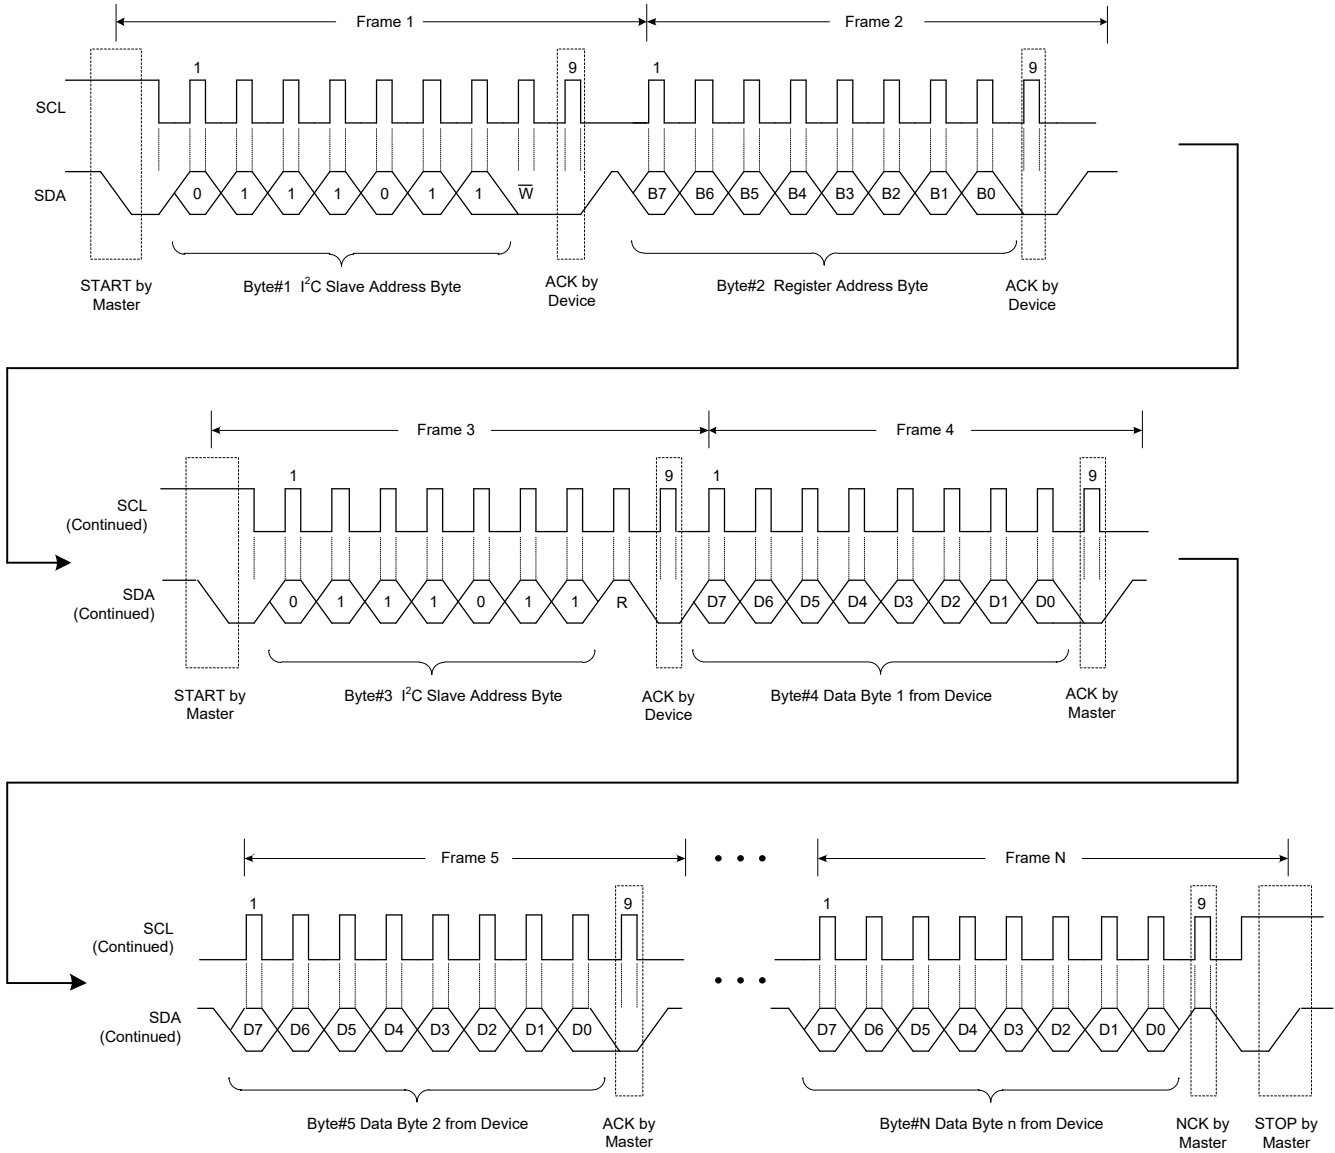 Frame 1
Frame 2
1
9
1
9
SCL
SDA
0 1 1 1 0 1 1 W̅
B7 B6 B5 B4 B3 B2 B1 B0
START by
Master
Byte#1 I²C Slave Address Byte
ACK by
Device
Byte#2 Register Address Byte
ACK by
Device
Frame 3
Frame 4
1
9
1
9
SCL
(Continued)
SDA
(Continued)
0 1 1 1 0 1 1 R
D7 D6 D5 D4 D3 D2 D1 D0
START by
Master
Byte#3 I²C Slave Address Byte
ACK by
Device
Byte#4 Data Byte 1 from Device
ACK by
Master
Frame 5
Frame N
1
9
1
9
SCL
(Continued)
SDA
(Continued)
D7 D6 D5 D4 D3 D2 D1 D0
D7 D6 D5 D4 D3 D2 D1 D0
Byte#5 Data Byte 2 from Device
ACK by
Master
Byte#N Data Byte n from Device
NCK by
Master
STOP by
Master